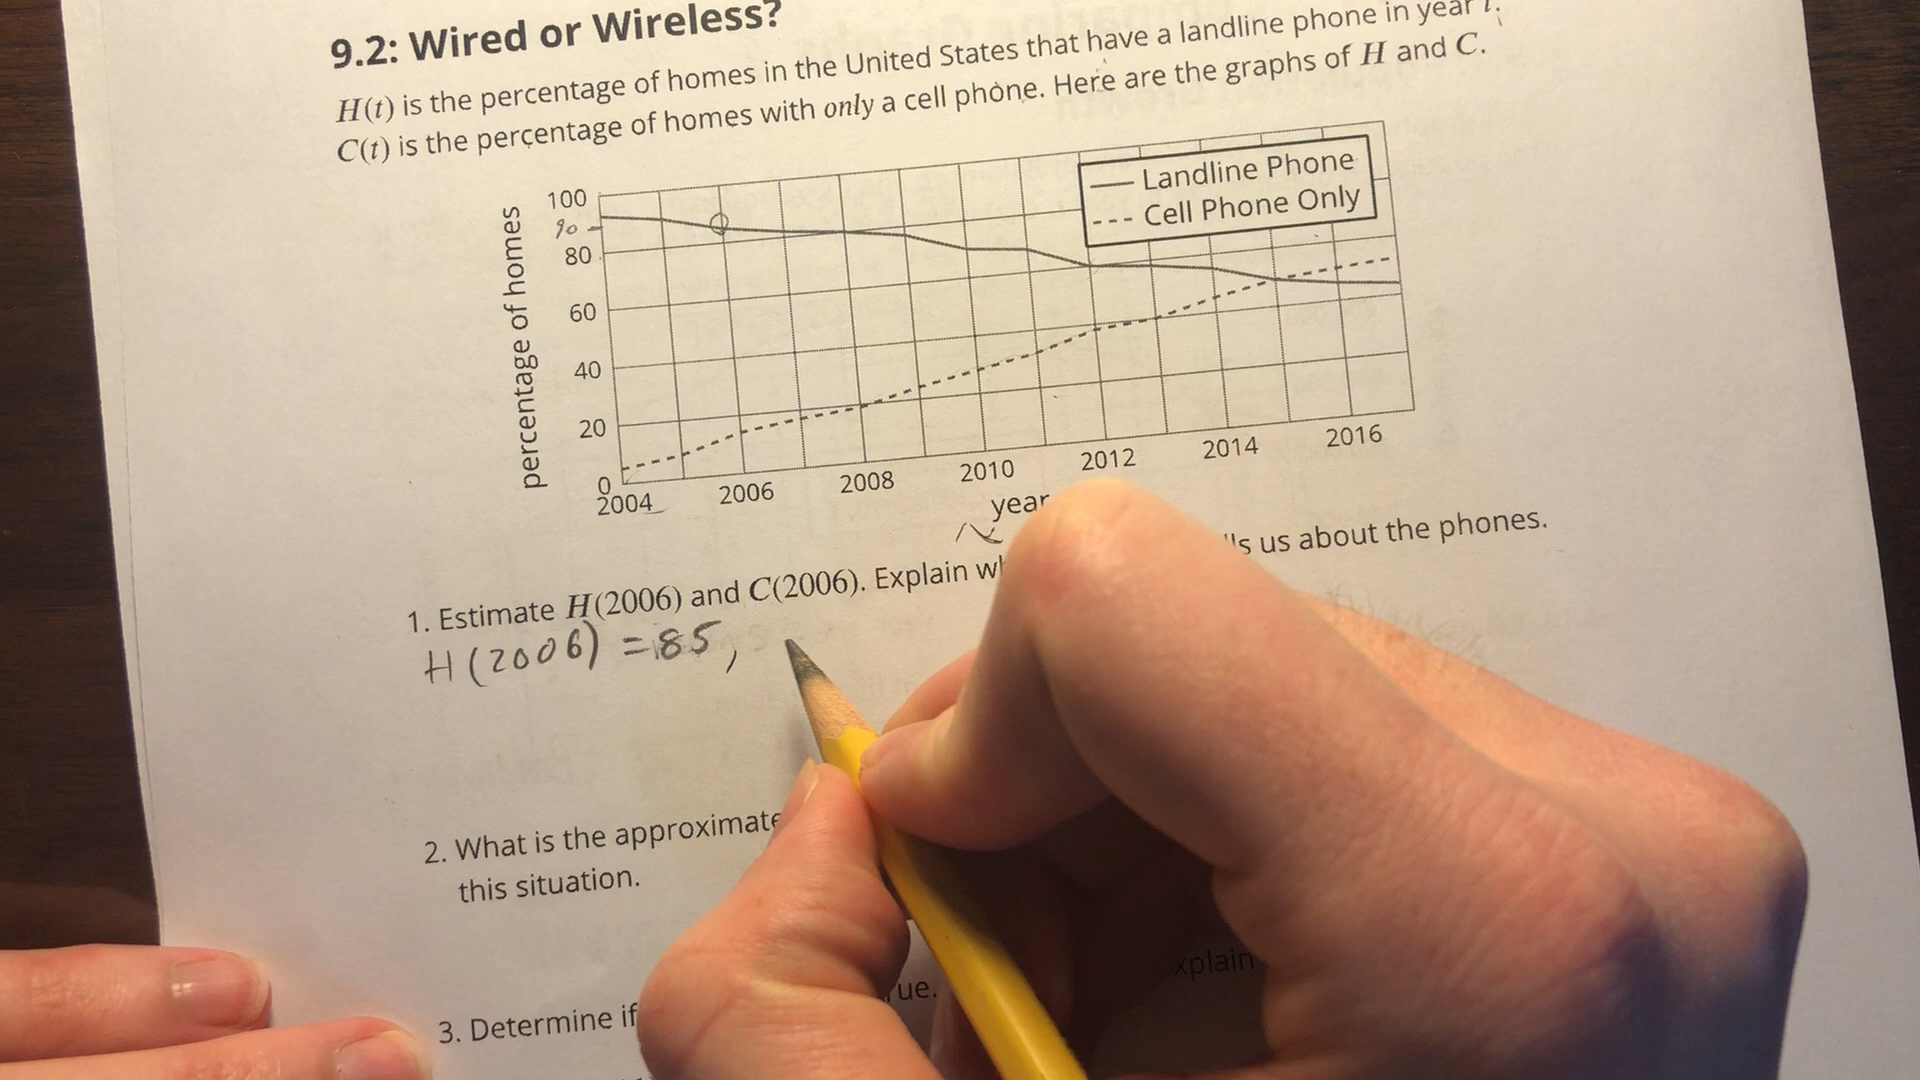 9.2: Wired or Wireless?
H(t) is the percentage of homes in the United States that have a landline phone in year t.
C(t) is the percentage of homes with only a cell phone. Here are the graphs of H and C.
Landline Phone
Cell Phone Only
percentage of homes
100
90
80
60
40
20
0
2004 2006 2008 2010 2012 2014 2016
year
1. Estimate H(2006) and C(2006). Explain us about the phones.
H(2006) = 85,
2. What is the approximate
this situation.
3. Determine if